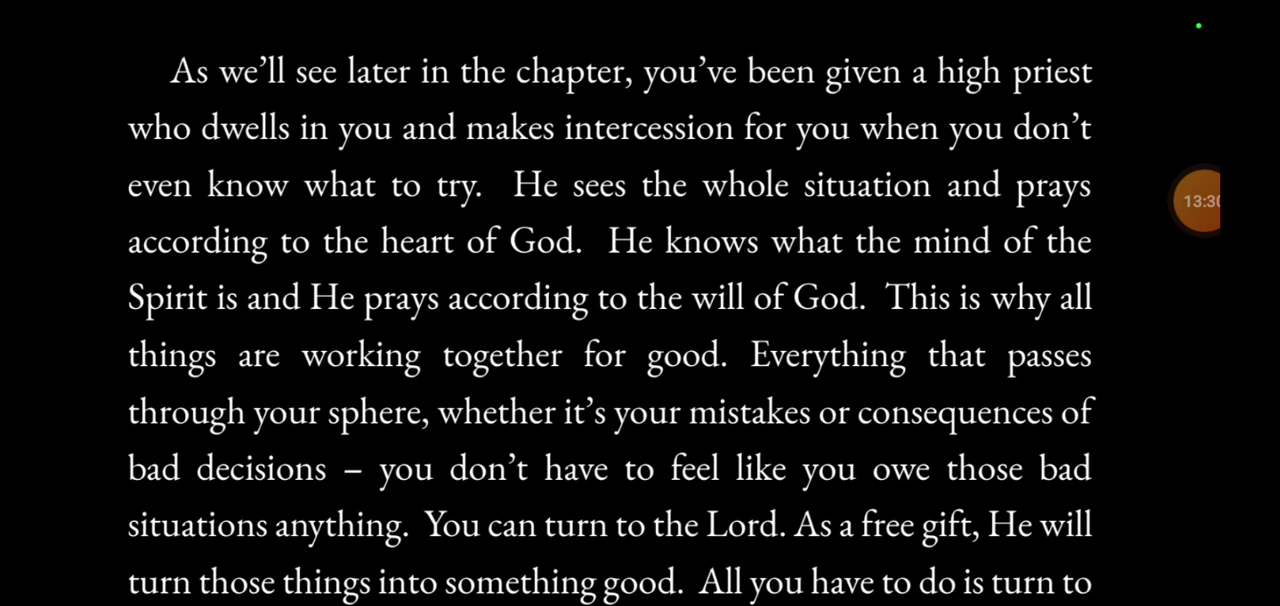 As we’ll see later in the chapter, you’ve been given a high priest
who dwells in you and makes intercession for you when you don’t
even know what to try.  He sees the whole situation and prays
according to the heart of God.  He knows what the mind of the
Spirit is and He prays according to the will of God.  This is why all
things are working together for good. Everything that passes
through your sphere, whether it’s your mistakes or consequences of
bad decisions – you don’t have to feel like you owe those bad
situations anything.  You can turn to the Lord. As a free gift, He will
turn those things into something good.  All you have to do is turn to
13:30